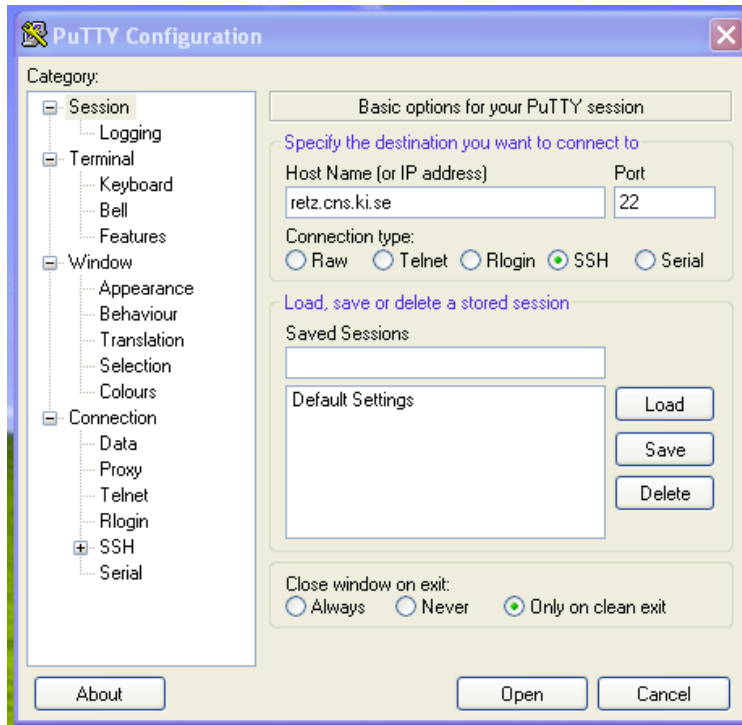 PuTTY Configuration
Category:
Session
Logging
Terminal
Keyboard
Bell
Features
Window
Appearance
Behaviour
Translation
Selection
Colours
Connection
Data
Proxy
Telnet
Rlogin
SSH
Serial
Basic options for your PuTTY session
Specify the destination you want to connect to
Host Name (or IP address) Port
retz.cns.ki.se 22
Connection type:
Raw Telnet Rlogin SSH Serial
Load, save or delete a stored session
Saved Sessions
Default Settings
Load
Save
Delete
Close window on exit:
Always Never Only on clean exit
About Open Cancel